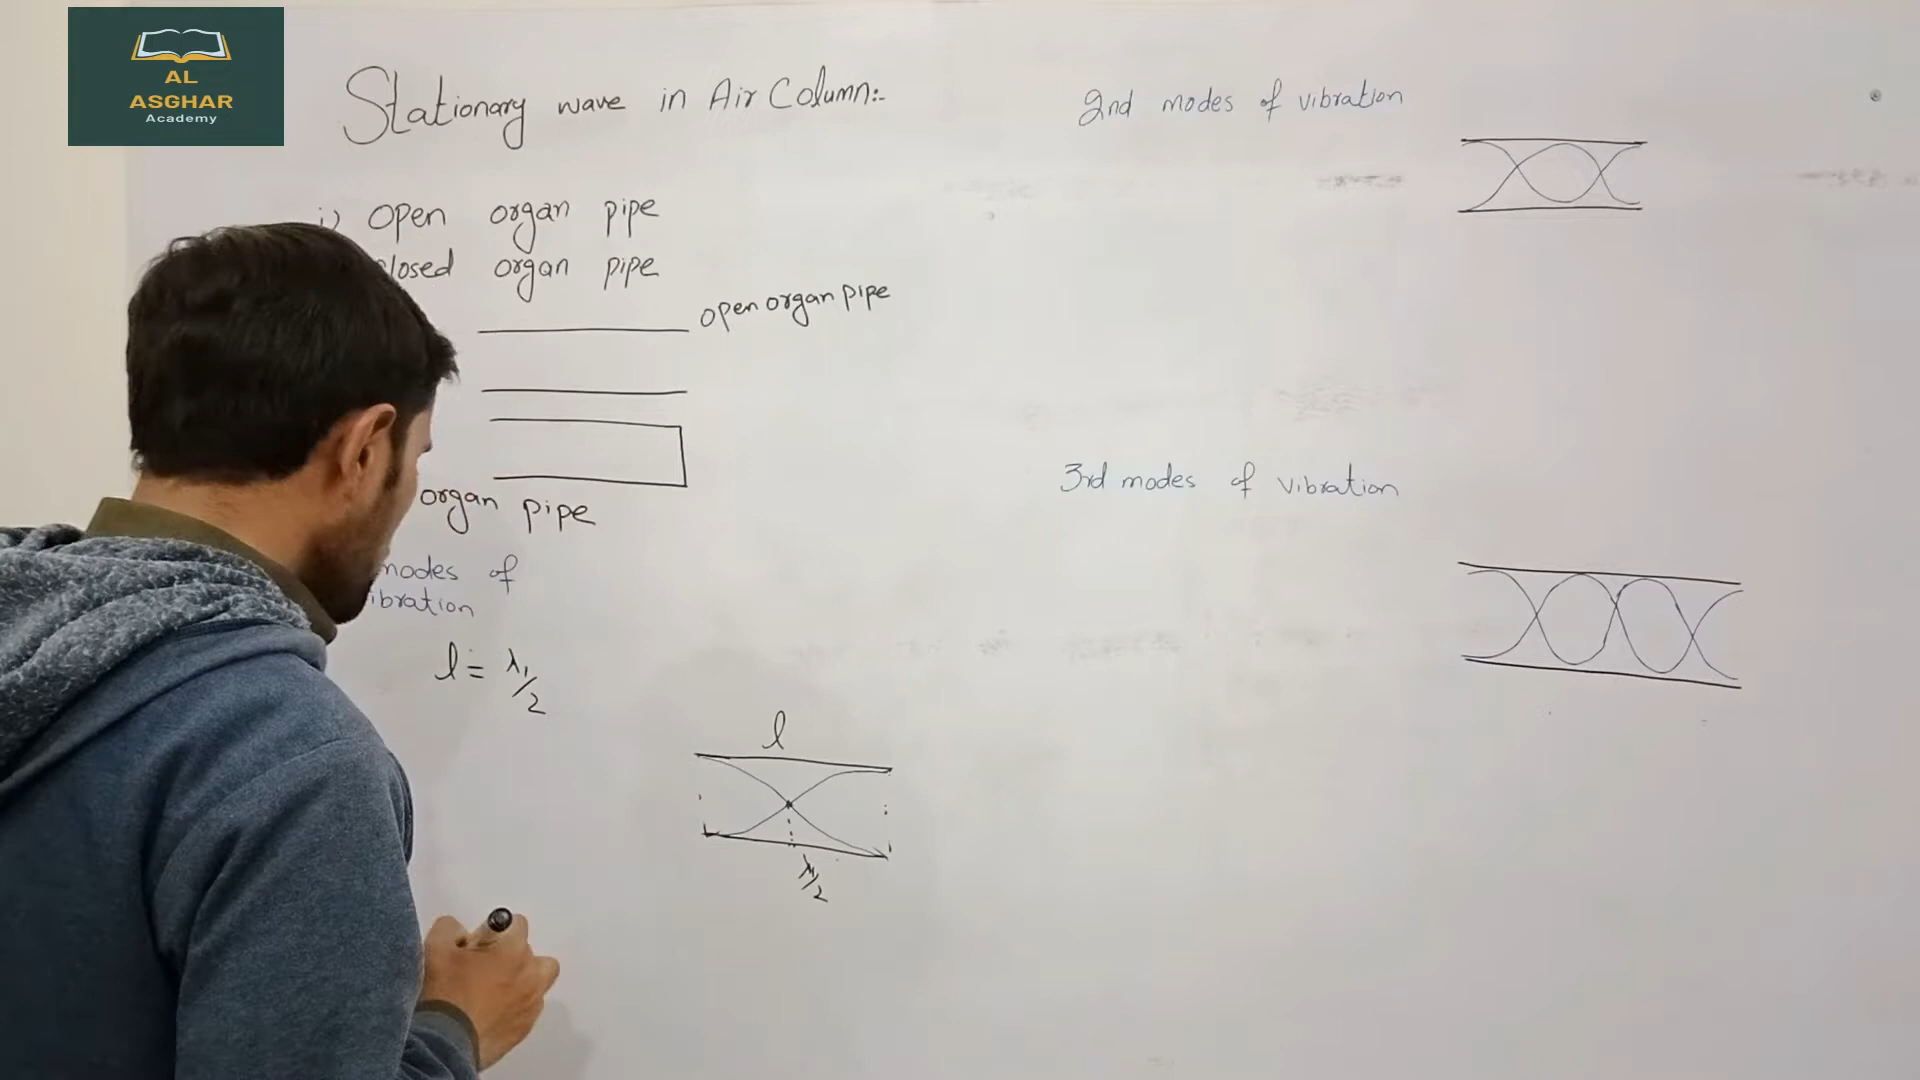 AL
ASGHAR
Academy
Stationary wave in Air Column:-
i) open organ pipe
closed organ pipe
open organ pipe
organ pipe
modes of
vibration
l = λ1/2
l
λ1/2
2nd modes of vibration
3rd modes of vibration